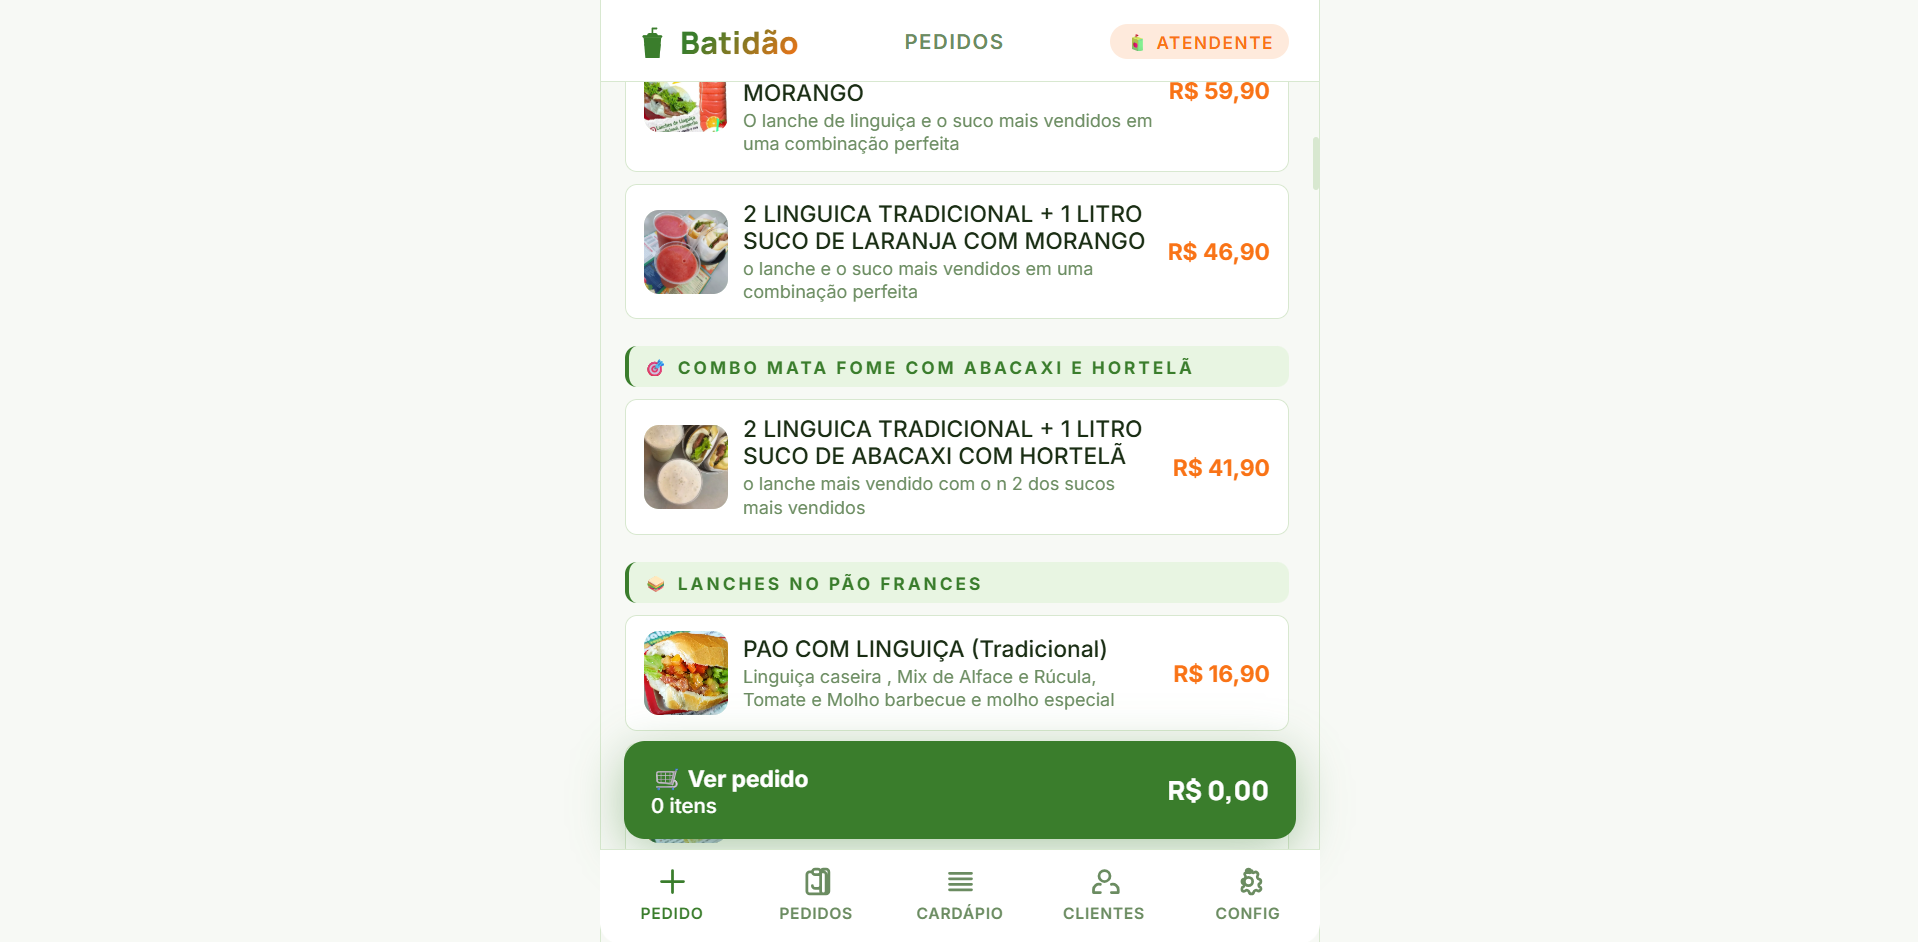 Batidão
PEDIDOS
ATENDENTE
MORANGO
R$ 59,90
O lanche de linguiça e o suco mais vendidos em
uma combinação perfeita
2 LINGUICA TRADICIONAL + 1 LITRO
SUCO DE LARANJA COM MORANGO
R$ 46,90
o lanche e o suco mais vendidos em uma
combinação perfeita
COMBO MATA FOME COM ABACAXI E HORTELÃ
2 LINGUICA TRADICIONAL + 1 LITRO
SUCO DE ABACAXI COM HORTELÃ
R$ 41,90
o lanche mais vendido com o n 2 dos sucos
mais vendidos
LANCHES NO PÃO FRANCES
PAO COM LINGUIÇA (Tradicional)
R$ 16,90
Linguiça caseira , Mix de Alface e Rúcula,
Tomate e Molho barbecue e molho especial
Ver pedido
0 itens
R$ 0,00
PEDIDO
PEDIDOS
CARDÁPIO
CLIENTES
CONFIG